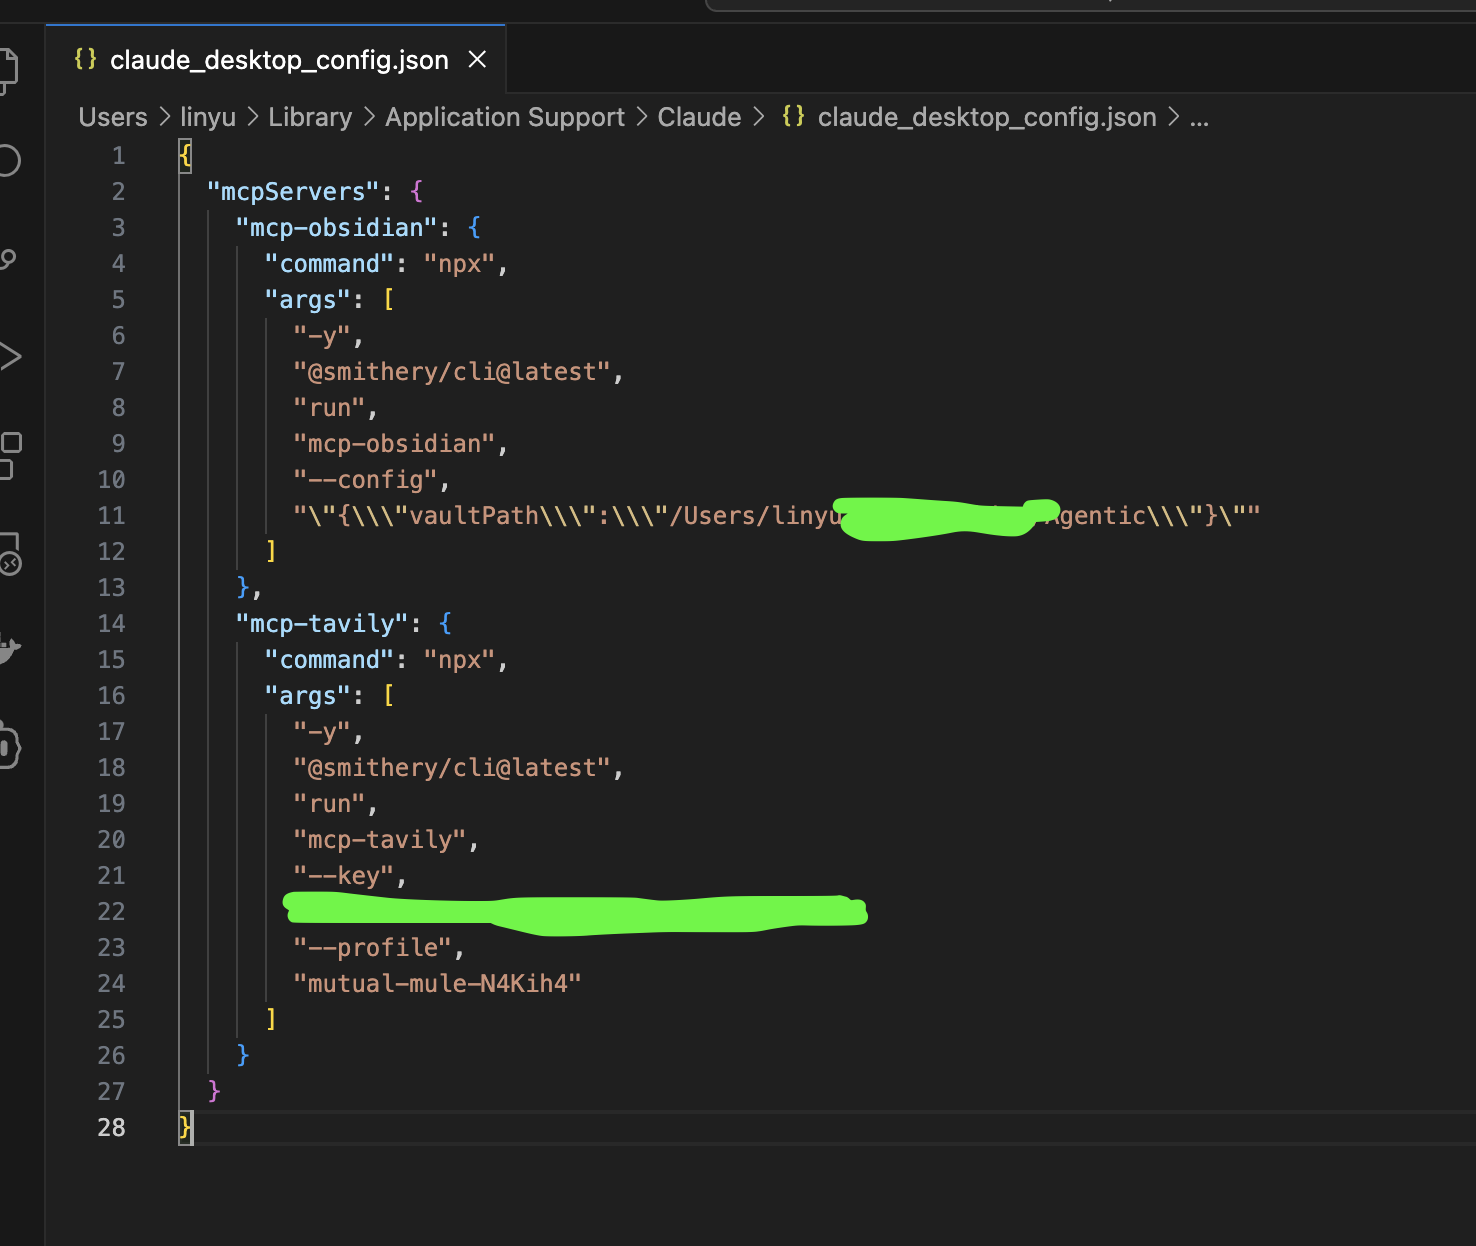 {} claude_desktop_config.json ×
Users > linyu > Library > Application Support > Claude > {} claude_desktop_config.json > ...
1 {
2 "mcpServers": {
3 "mcp-obsidian": {
4 "command": "npx",
5 "args": [
6 "-y",
7 "@smithery/cli@latest",
8 "run",
9 "mcp-obsidian",
10 "--config",
11 "\"{\\\"vaultPath\\\":\\\"/Users/linyu Agentic\\\"}\""
12 ]
13 },
14 "mcp-tavily": {
15 "command": "npx",
16 "args": [
17 "-y",
18 "@smithery/cli@latest",
19 "run",
20 "mcp-tavily",
21 "--key",
22
23 "--profile",
24 "mutual-mule-N4Kih4"
25 ]
26 }
27 }
28 }